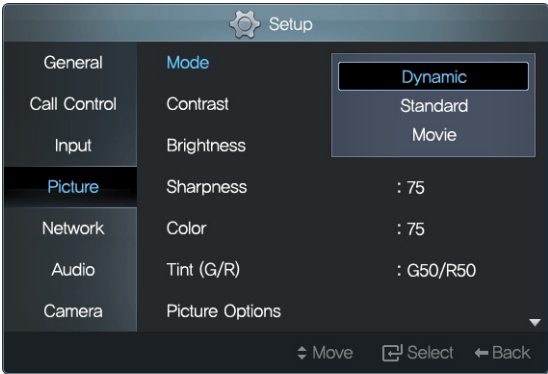 Setup
General
Call Control
Input
Picture
Network
Audio
Camera
Mode
Contrast
Brightness
Sharpness : 75
Color : 75
Tint (G/R) : G50/R50
Picture Options
Dynamic
Standard
Movie
Move Select Back